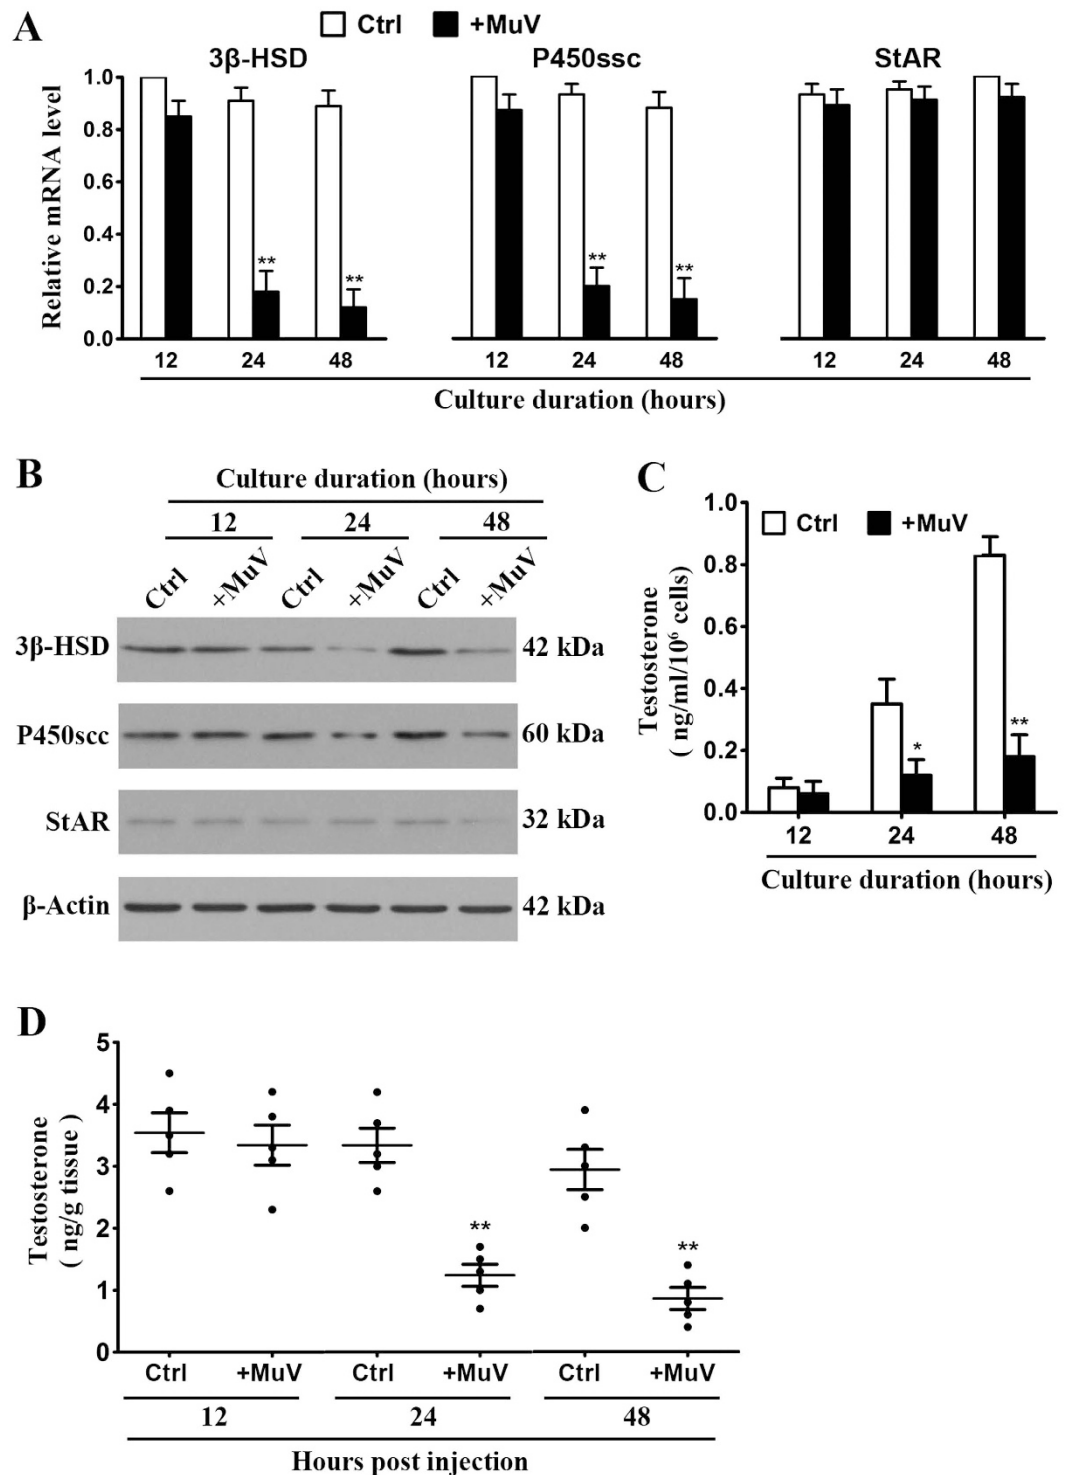 A
Ctrl +MuV
3β-HSD P450ssc StAR
Relative mRNA level
1.0
0.8
0.6
0.4
0.2
0.0
** ** ** **
12 24 48 12 24 48 12 24 48
Culture duration (hours)
B
Culture duration (hours)
12 24 48
Ctrl +MuV Ctrl +MuV Ctrl +MuV
3β-HSD 42 kDa
P450scc 60 kDa
StAR 32 kDa
β-Actin 42 kDa
C
Ctrl +MuV
Testosterone
( ng/ml/10⁶ cells)
1.0
0.8
0.6
0.4
0.2
0.0
* **
12 24 48
Culture duration (hours)
D
Testosterone
( ng/g tissue )
5
4
3
2
1
0
** **
Ctrl +MuV Ctrl +MuV Ctrl +MuV
12 24 48
Hours post injection